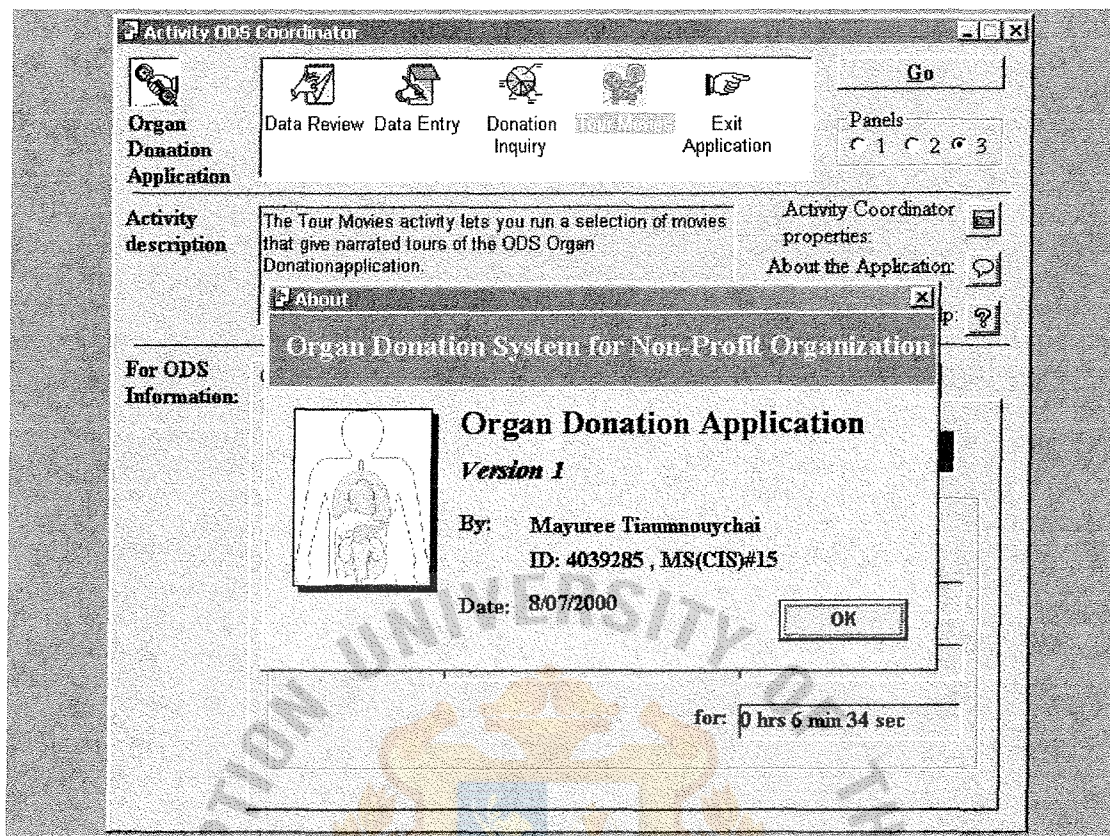 Activity ODS Coordinator
Organ
Donation
Application
Data Review
Data Entry
Donation
Inquiry
Tour Movies
Exit
Application
Go
Panels
1 2 3
Activity
description
The Tour Movies activity lets you run a selection of movies
that give narrated tours of the ODS Organ
Donationapplication.
Activity Coordinator
properties:
About the Application:
p:
About
Organ Donation System for Non-Profit Organization
For ODS
Information:
Organ Donation Application
Version 1
By: Mayuree Tiaumnouychai
ID: 4039285 , MS(CIS)#15
Date: 8/07/2000
OK
for: 0 hrs 6 min 34 sec
UNIVERSITY OF